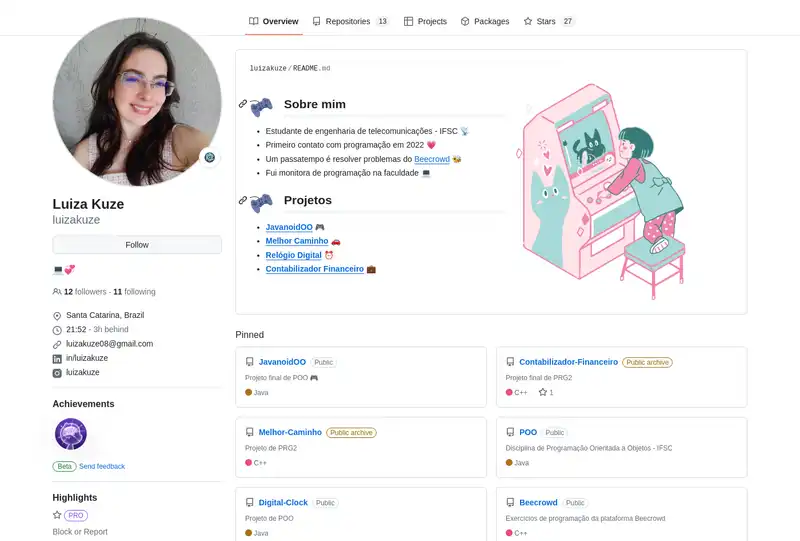 Overview
Repositories 13
Projects
Packages
Stars 27
luizakuze/README.md
Sobre mim
Estudante de engenharia de telecomunicações - IFSC
Primeiro contato com programação em 2022
Um passatempo é resolver problemas do Beecrowd
Fui monitora de programação na faculdade
Projetos
JavanoidOO
Melhor Caminho
Relógio Digital
Contabilizador Financeiro
Luiza Kuze
luizakuze
Follow
12 followers · 11 following
Santa Catarina, Brazil
21:52 - 3h behind
luizakuze08@gmail.com
in/luizakuze
luizakuze
Achievements
Beta Send feedback
Highlights
PRO
Block or Report
Pinned
JavanoidOO Public
Projeto final de POO
Java
Contabilizador-Financeiro Public archive
Projeto final de PRG2
C++ 1
Melhor-Caminho Public archive
Projeto de PRG2
C++
POO Public
Disciplina de Programação Orientada a Objetos - IFSC
Java
Digital-Clock Public
Projeto de POO
Java
Beecrowd Public
Exercícios de programação da plataforma Beecrowd
C++